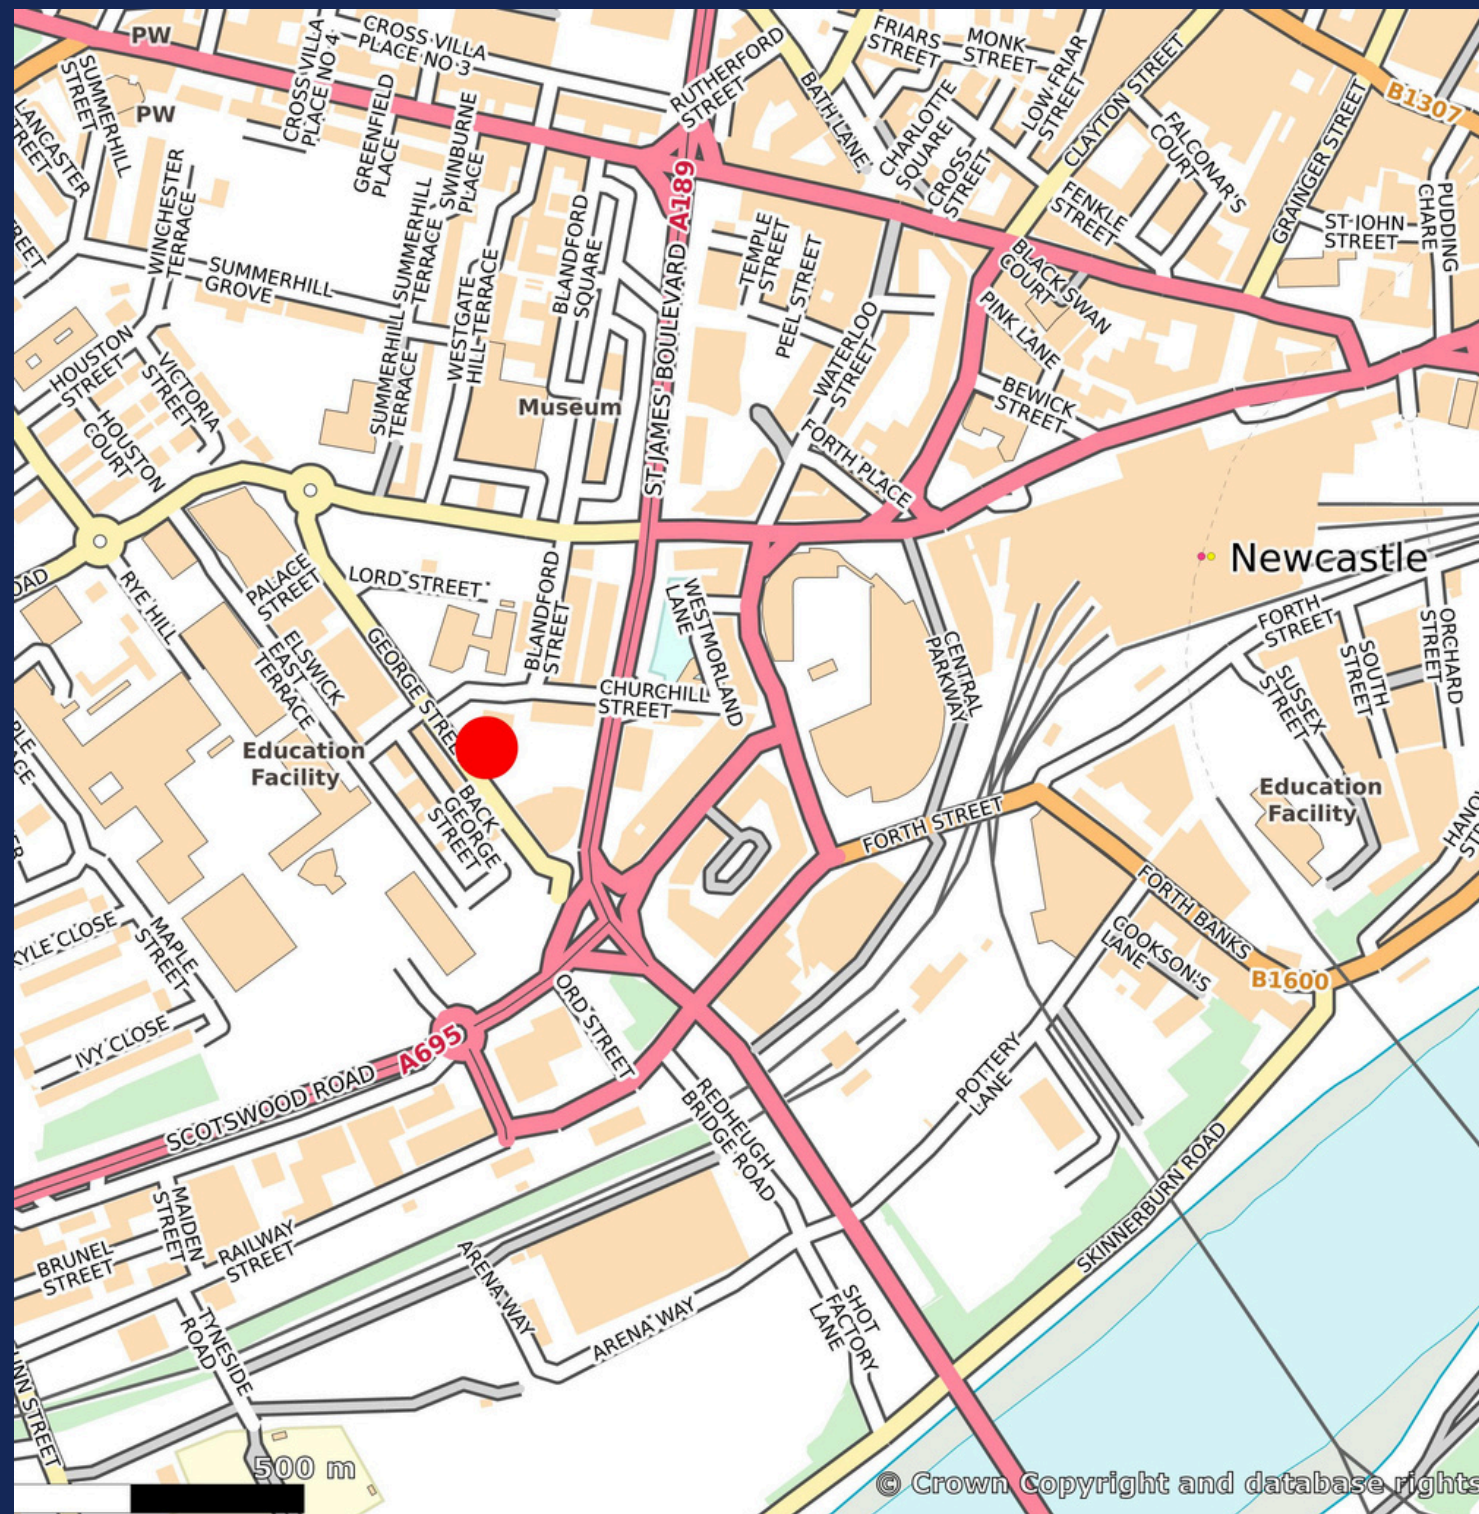 PW
CROSS VILLA
PLACE NO 3
CROSS VILLA
PLACE NO 4
RUTHERFORD
STREET
BATH LANE
FRIARS
STREET
MONK
STREET
LOW FRIAR
STREET
CLAYTON STREET
B1307
SUMMERHILL
STREET
PW
LANCASTER
STREET
GREENFIELD
PLACE
SWINBURNE
PLACE
CHARLOTTE
SQUARE
CROSS
STREET
FALCONAR'S
COURT
GRAINGER STREET
PUDDING
CHARE
WINCHESTER
TERRACE
A189
FENKLE
STREET
ST JOHN
STREET
SUMMERHILL
GROVE
SUMMERHILL
TERRACE
WESTGATE
HILL TERRACE
BLANDFORD
SQUARE
TEMPLE
STREET
PEEL STREET
BLACK SWAN
COURT
PINK LANE
WATERLOO
STREET
HOUSTON
STREET
VICTORIA
STREET
SUMMERHILL
TERRACE
HOUSTON
COURT
Museum
ST JAMES' BOULEVARD
BEWICK
STREET
FORTH PLACE
Newcastle
OAD
RYE HILL
PALACE
STREET
LORD STREET
BLANDFORD
STREET
WESTMORLAND
LANE
CENTRAL
PARKWAY
FORTH
STREET
ORCHARD
STREET
SOUTH
STREET
SUSSEX
STREET
ELSWICK
EAST
TERRACE
GEORGE STREE
CHURCHILL
STREET
Education
Facility
BACK
GEORGE
STREET
Education
Facility
FORTH STREET
FORTH BANKS
COOKSON'S
LANE
B1600
KYLE CLOSE
MAPLE
STREET
IVY CLOSE
ORD STREET
A695
SCOTSWOOD ROAD
REDHEUGH
BRIDGE ROAD
POTTERY
LANE
SKINNERBURN ROAD
MAIDEN
STREET
BRUNEL
STREET
RAILWAY
STREET
ARENA WAY
ARENA WAY
SHOT
FACTORY
LANE
TYNESIDE
ROAD
UNN STREET
500 m
© Crown Copyright and database rights